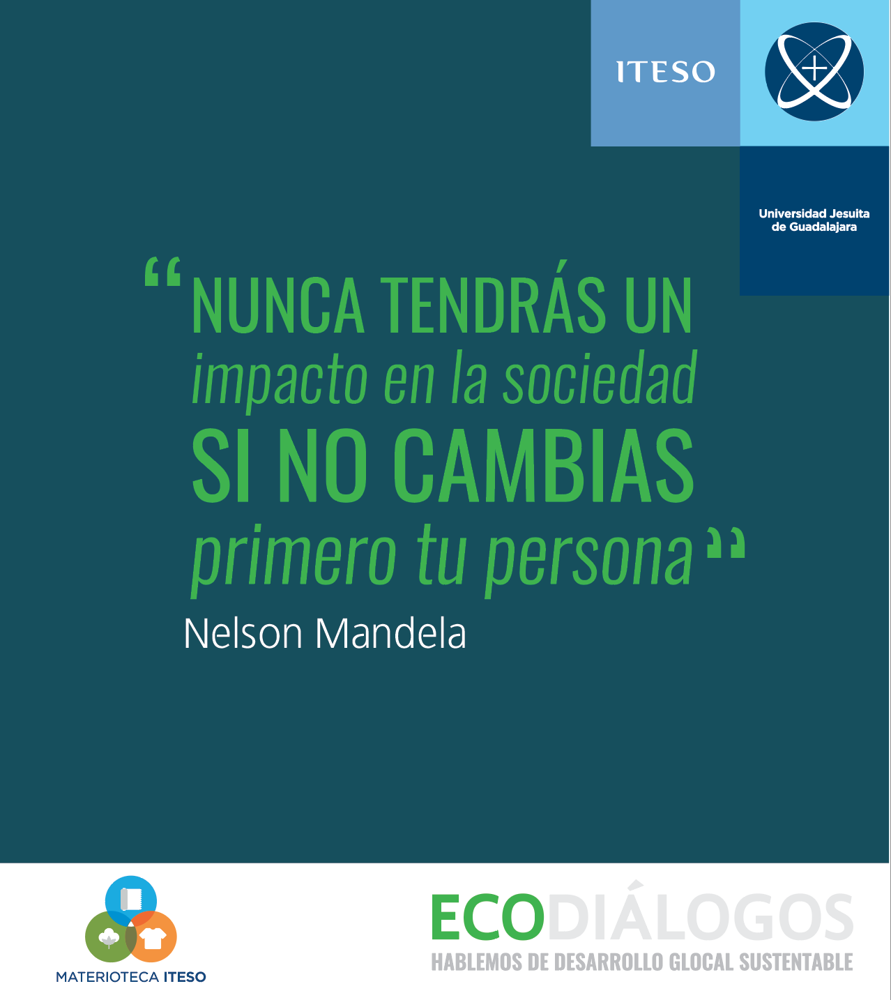 ITESO
Universidad Jesuita
de Guadalajara
“NUNCA TENDRÁS UN
impacto en la sociedad
SI NO CAMBIAS
primero tu persona”
Nelson Mandela
MATERIOTECA ITESO
ECODIÁLOGOS
HABLEMOS DE DESARROLLO GLOCAL SUSTENTABLE